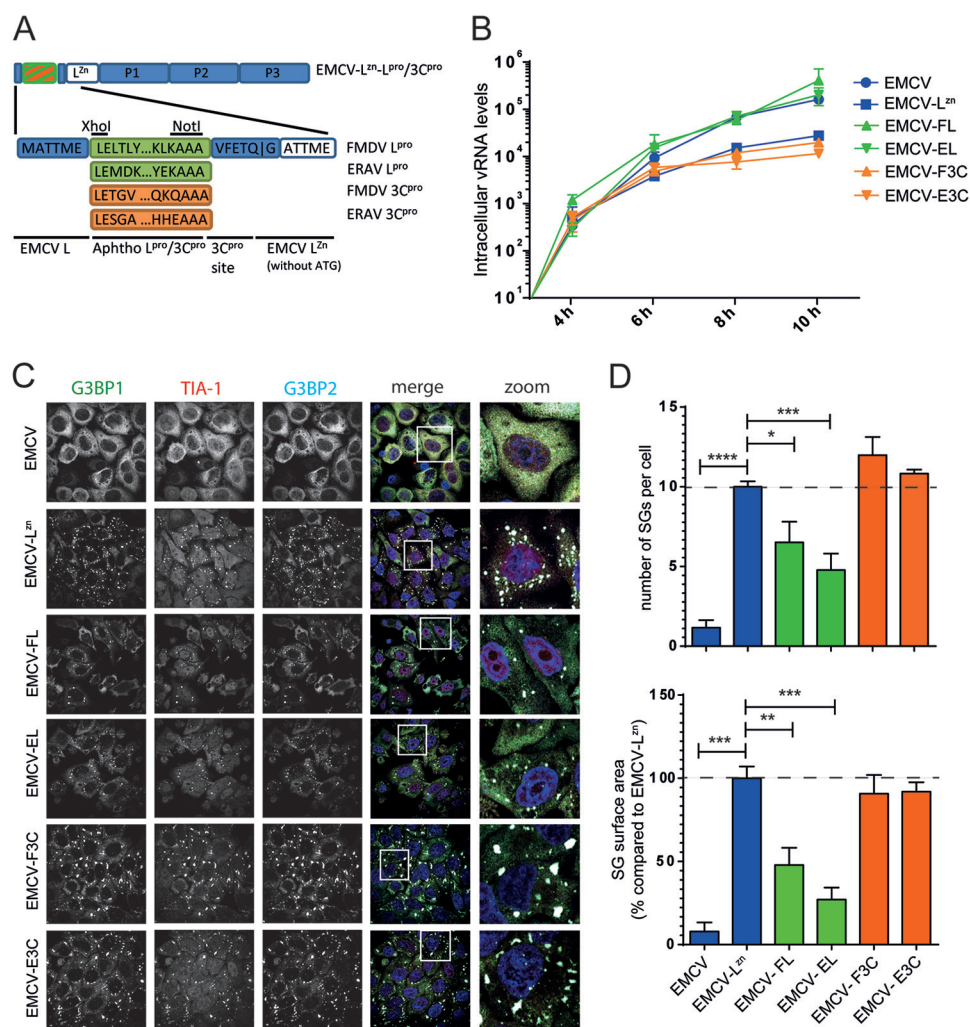 A
L^Zn P1 P2 P3 EMCV-L^Zn-L^pro/3C^pro
XhoI NotI
MATTME LELTLY...KLKAAA VFETQ|G ATTME FMDV L^pro
LEMDK...YEKAAA ERAV L^pro
LETGV ...QKQAAA FMDV 3C^pro
LESGA ....HHEAAA ERAV 3C^pro
EMCV L Aphtho L^pro/3C^pro 3C^pro site EMCV L^Zn (without ATG)
B
Intracellular vRNA levels
10^6
10^5
10^4
10^3
10^2
10^1
4 h 6 h 8 h 10 h
EMCV
EMCV-L^zn
EMCV-FL
EMCV-EL
EMCV-F3C
EMCV-E3C
C
G3BP1 TIA-1 G3BP2 merge zoom
EMCV
EMCV-L^zn
EMCV-FL
EMCV-EL
EMCV-F3C
EMCV-E3C
D
number of SGs per cell
15
10
5
0
****
*
***
SG surface area
(% compared to EMCV-L^zn)
150
100
50
0
***
**
***
EMCV
EMCV-L^zn
EMCV- FL
EMCV- EL
EMCV- F3C
EMCV- E3C